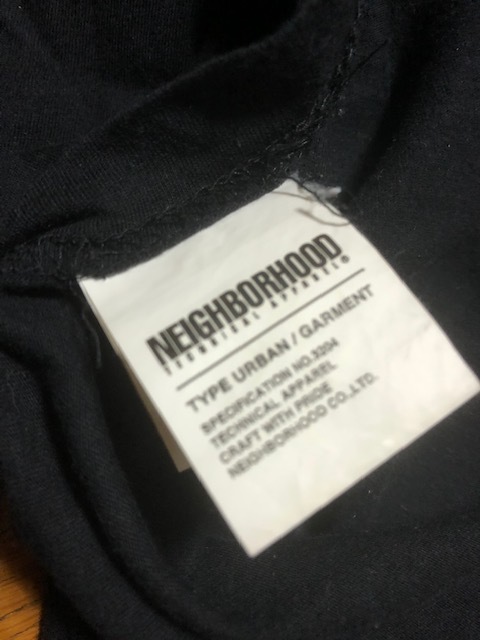 NEIGHBORHOOD
TECHNICAL APPAREL®
TYPE URBAN / GARMENT
SPECIFICATION NO.3204
TECHNICAL APPAREL
CRAFT WITH PRIDE
NEIGHBORHOOD CO.,LTD.